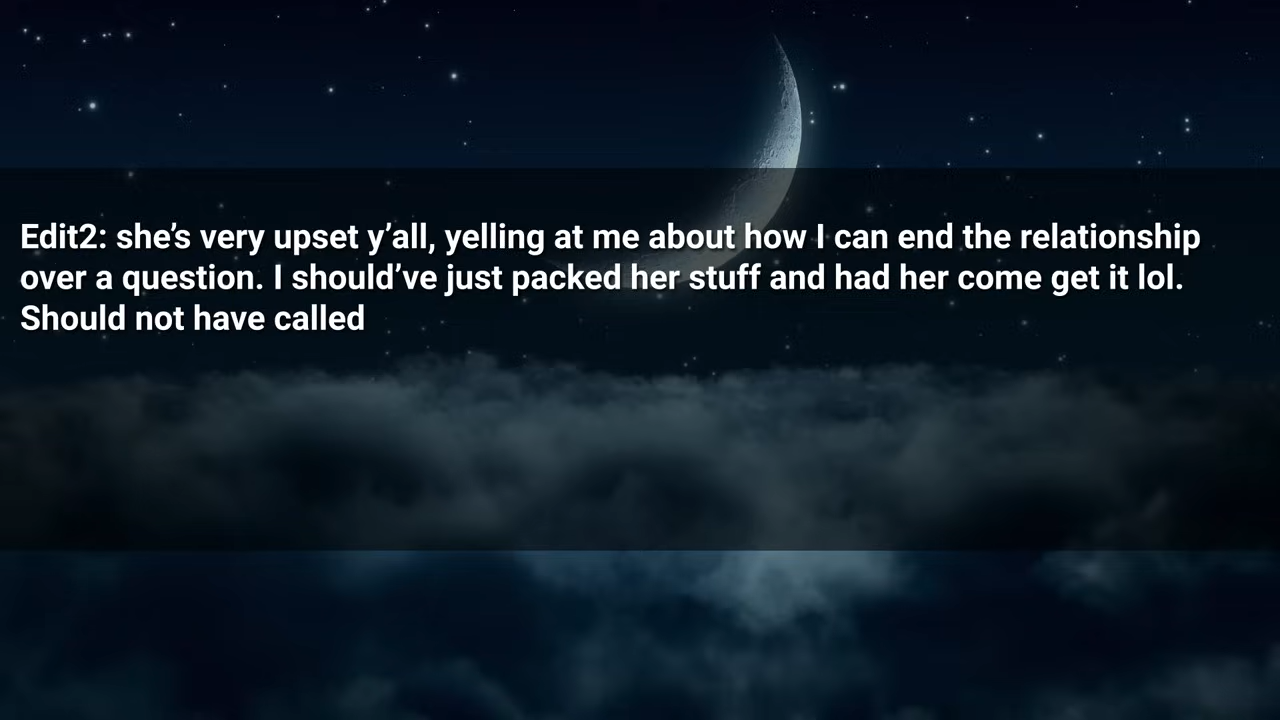 Edit2: she’s very upset y’all, yelling at me about how I can end the relationship
over a question. I should’ve just packed her stuff and had her come get it lol.
Should not have called